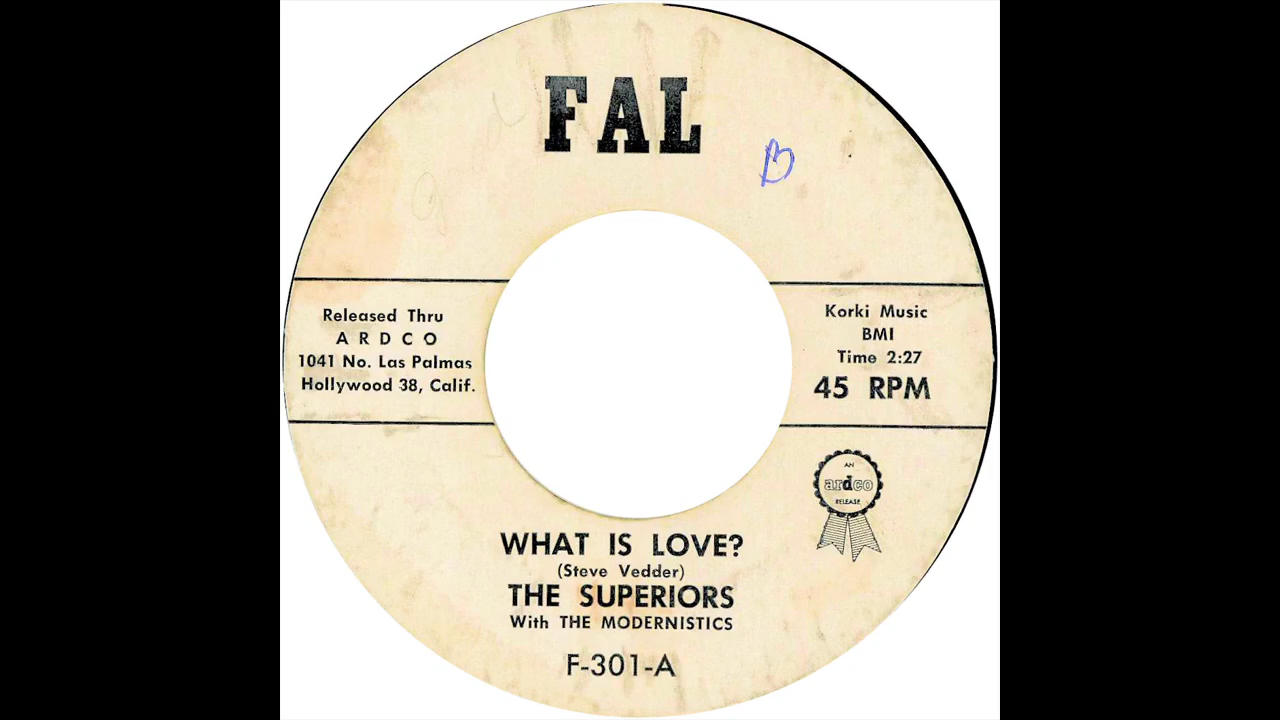 FAL
B
Released Thru
ARDCO
1041 No. Las Palmas
Hollywood 38, Calif.
Korki Music
BMI
Time 2:27
45 RPM
AN
ardco
RELEASE
WHAT IS LOVE?
(Steve Vedder)
THE SUPERIORS
With THE MODERNISTICS
F-301-A